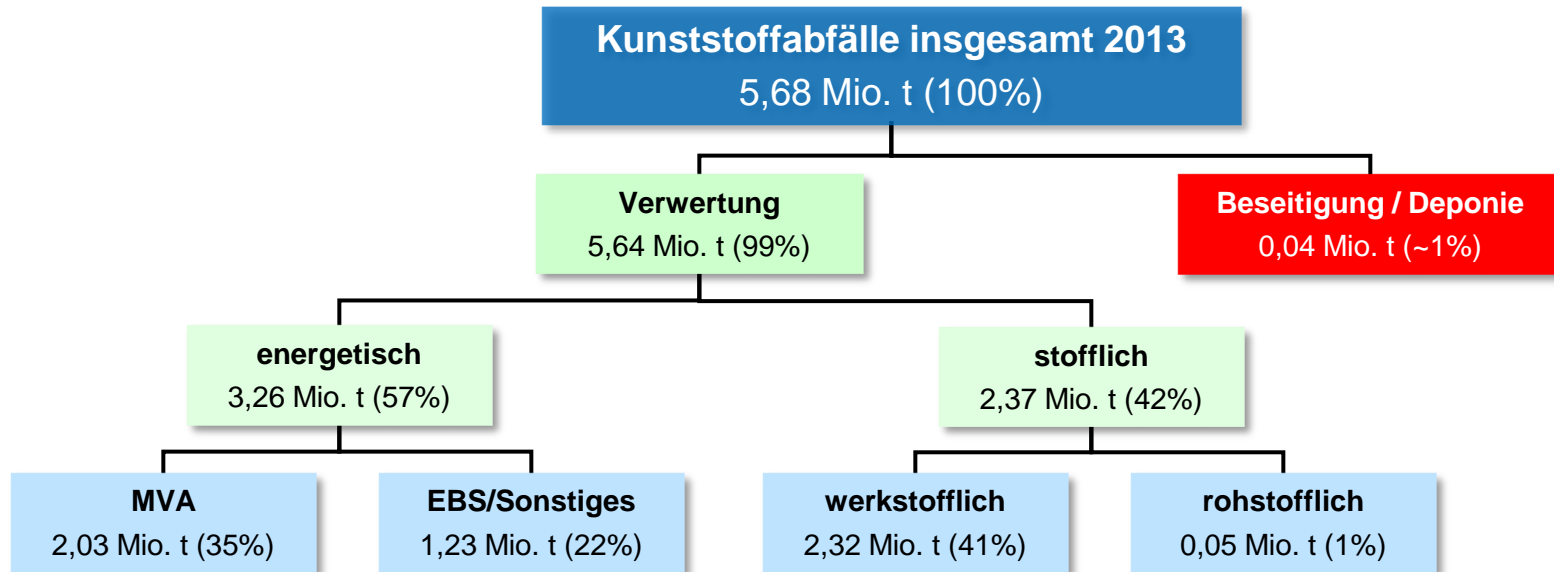 Kunststoffabfälle insgesamt 2013
5,68 Mio. t (100%)
Verwertung
5,64 Mio. t (99%)
Beseitigung / Deponie
0,04 Mio. t (~1%)
energetisch
3,26 Mio. t (57%)
stofflich
2,37 Mio. t (42%)
MVA
2,03 Mio. t (35%)
EBS/Sonstiges
1,23 Mio. t (22%)
werkstofflich
2,32 Mio. t (41%)
rohstofflich
0,05 Mio. t (1%)